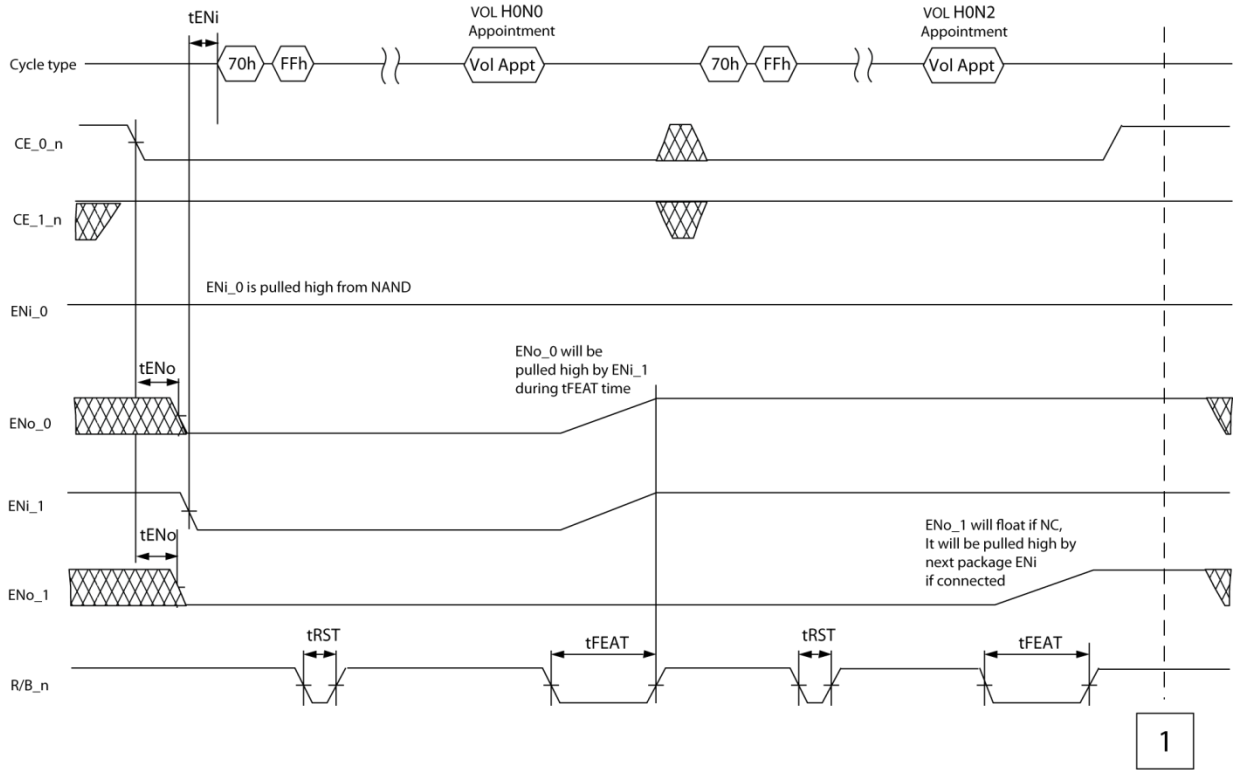 tENi
VOL H0N0
Appointment
VOL H0N2
Appointment
Cycle type
70h
FFh
Vol Appt
70h
FFh
Vol Appt
CE_0_n
CE_1_n
ENi_0 is pulled high from NAND
ENi_0
ENo_0 will be
pulled high by ENi_1
during tFEAT time
tENo
ENo_0
ENi_1
tENo
ENo_1 will float if NC,
It will be pulled high by
next package ENi
if connected
ENo_1
tRST
tFEAT
tRST
tFEAT
R/B_n
1